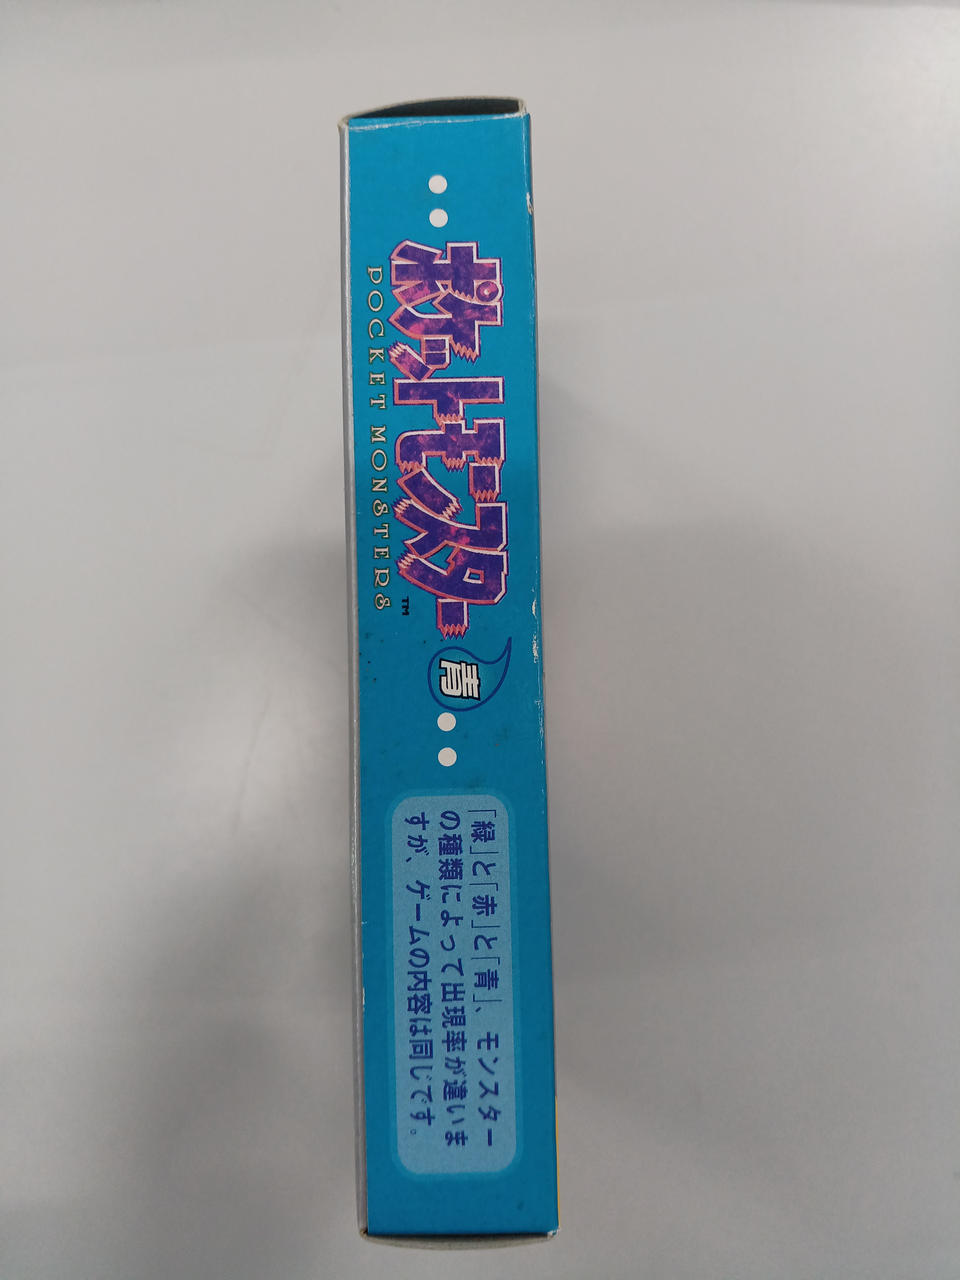 ポケットモンスター
TM
POCKET MONSTERS
青
「緑」と「赤」と「青」、モンスター
の種類によって出現率が違いま
すが、ゲームの内容は同じです。